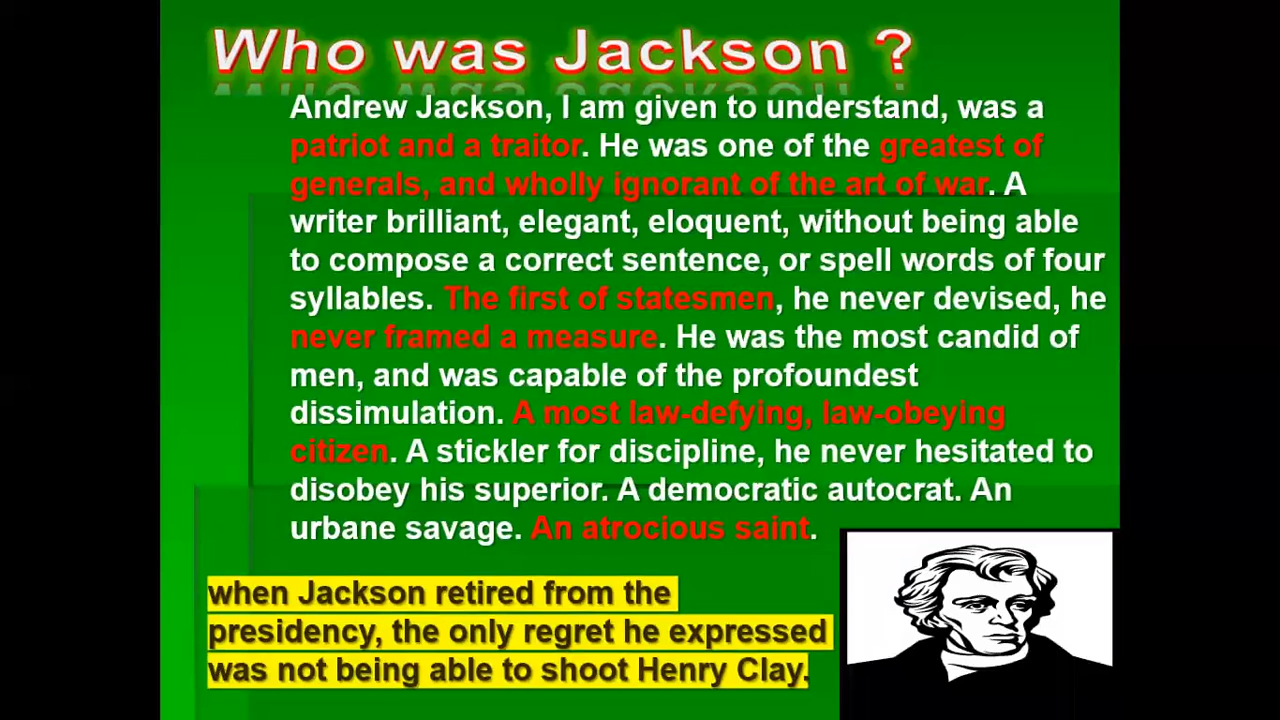 Who was Jackson ?
Andrew Jackson, I am given to understand, was a
patriot and a traitor. He was one of the greatest of
generals, and wholly ignorant of the art of war. A
writer brilliant, elegant, eloquent, without being able
to compose a correct sentence, or spell words of four
syllables. The first of statesmen, he never devised, he
never framed a measure. He was the most candid of
men, and was capable of the profoundest
dissimulation. A most law-defying, law-obeying
citizen. A stickler for discipline, he never hesitated to
disobey his superior. A democratic autocrat. An
urbane savage. An atrocious saint.
when Jackson retired from the
presidency, the only regret he expressed
was not being able to shoot Henry Clay.